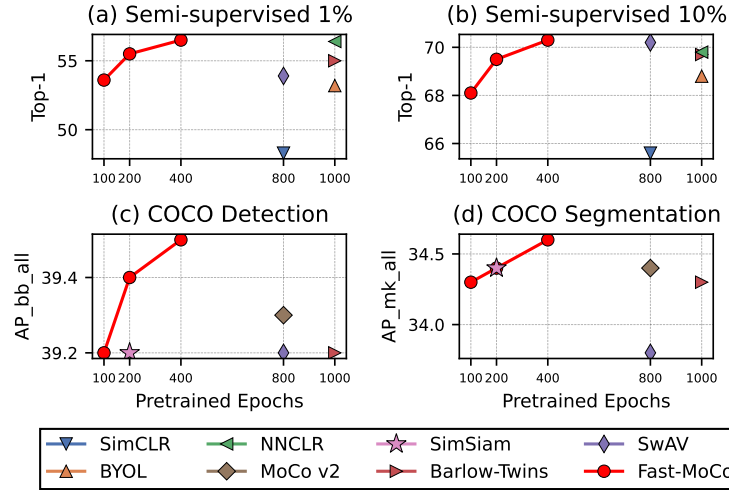 (a) Semi-supervised 1%
(b) Semi-supervised 10%
Top-1
55
50
100 200 400 800 1000
Top-1
70
68
66
100 200 400 800 1000
(c) COCO Detection
(d) COCO Segmentation
AP_bb_all
39.4
39.2
100 200 400 800 1000
Pretrained Epochs
AP_mk_all
34.5
34.0
100 200 400 800 1000
Pretrained Epochs
SimCLR NNCLR SimSiam SwAV
BYOL MoCo v2 Barlow-Twins Fast-MoCo